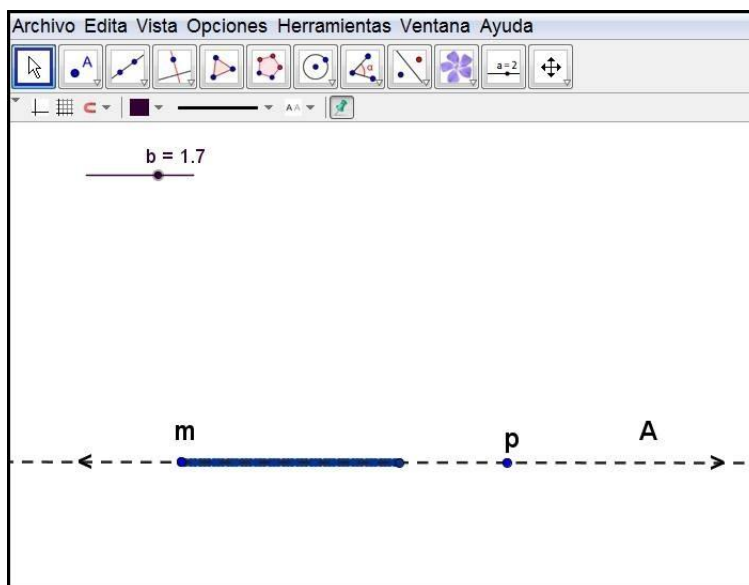 Archivo Edita Vista Opciones Herramientas Ventana Ayuda
A
α
a = 2
A A
b = 1.7
m
p
A